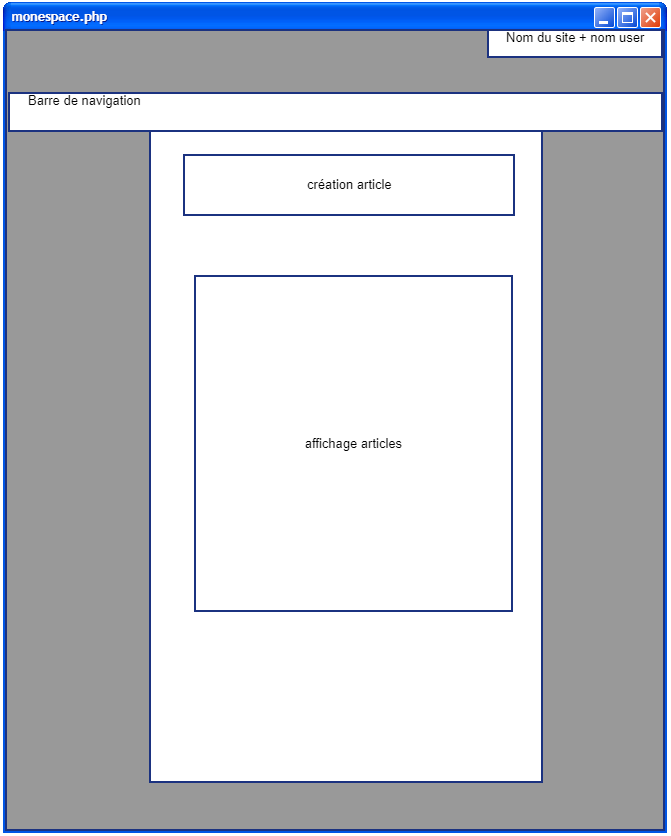 monespace.php
Nom du site + nom user
Barre de navigation
création article
affichage articles